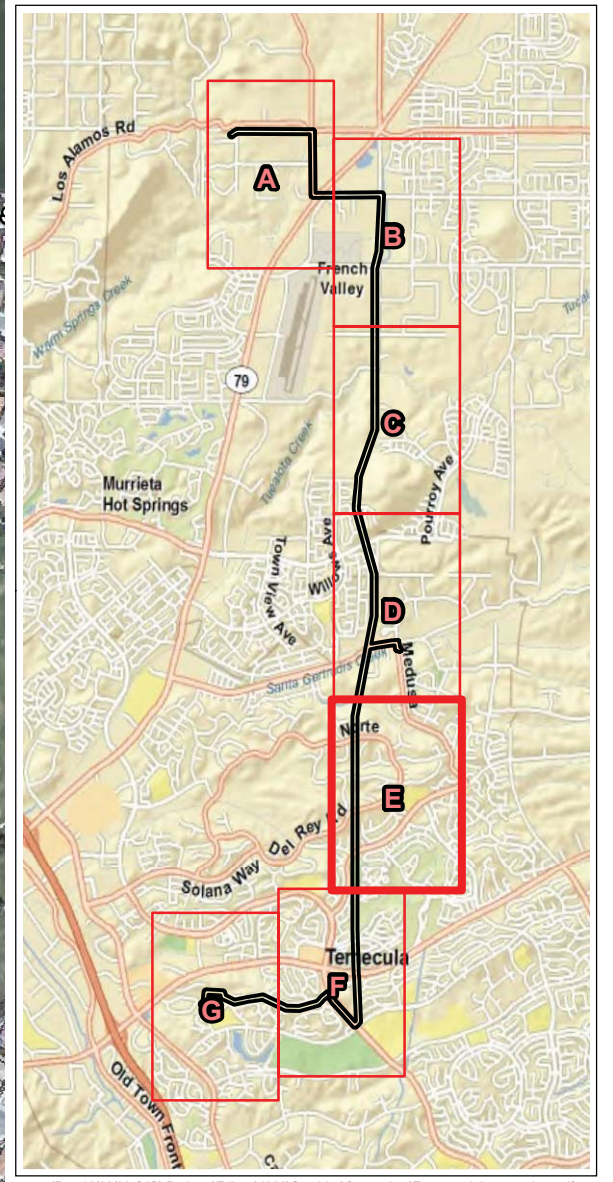 Los Alamos Rd
A
B
French
Valley
Warm Springs Creek
Tucal
79
C
Tucalota Creek
Murrieta
Hot Springs
Pourroy Ave
Willows Ave
Town View Ave
D
Medusa
Santa Gertrudis Creek
Norte
E
Del Rey Rd
Solana Way
Temecula
F
G
Old Town Front